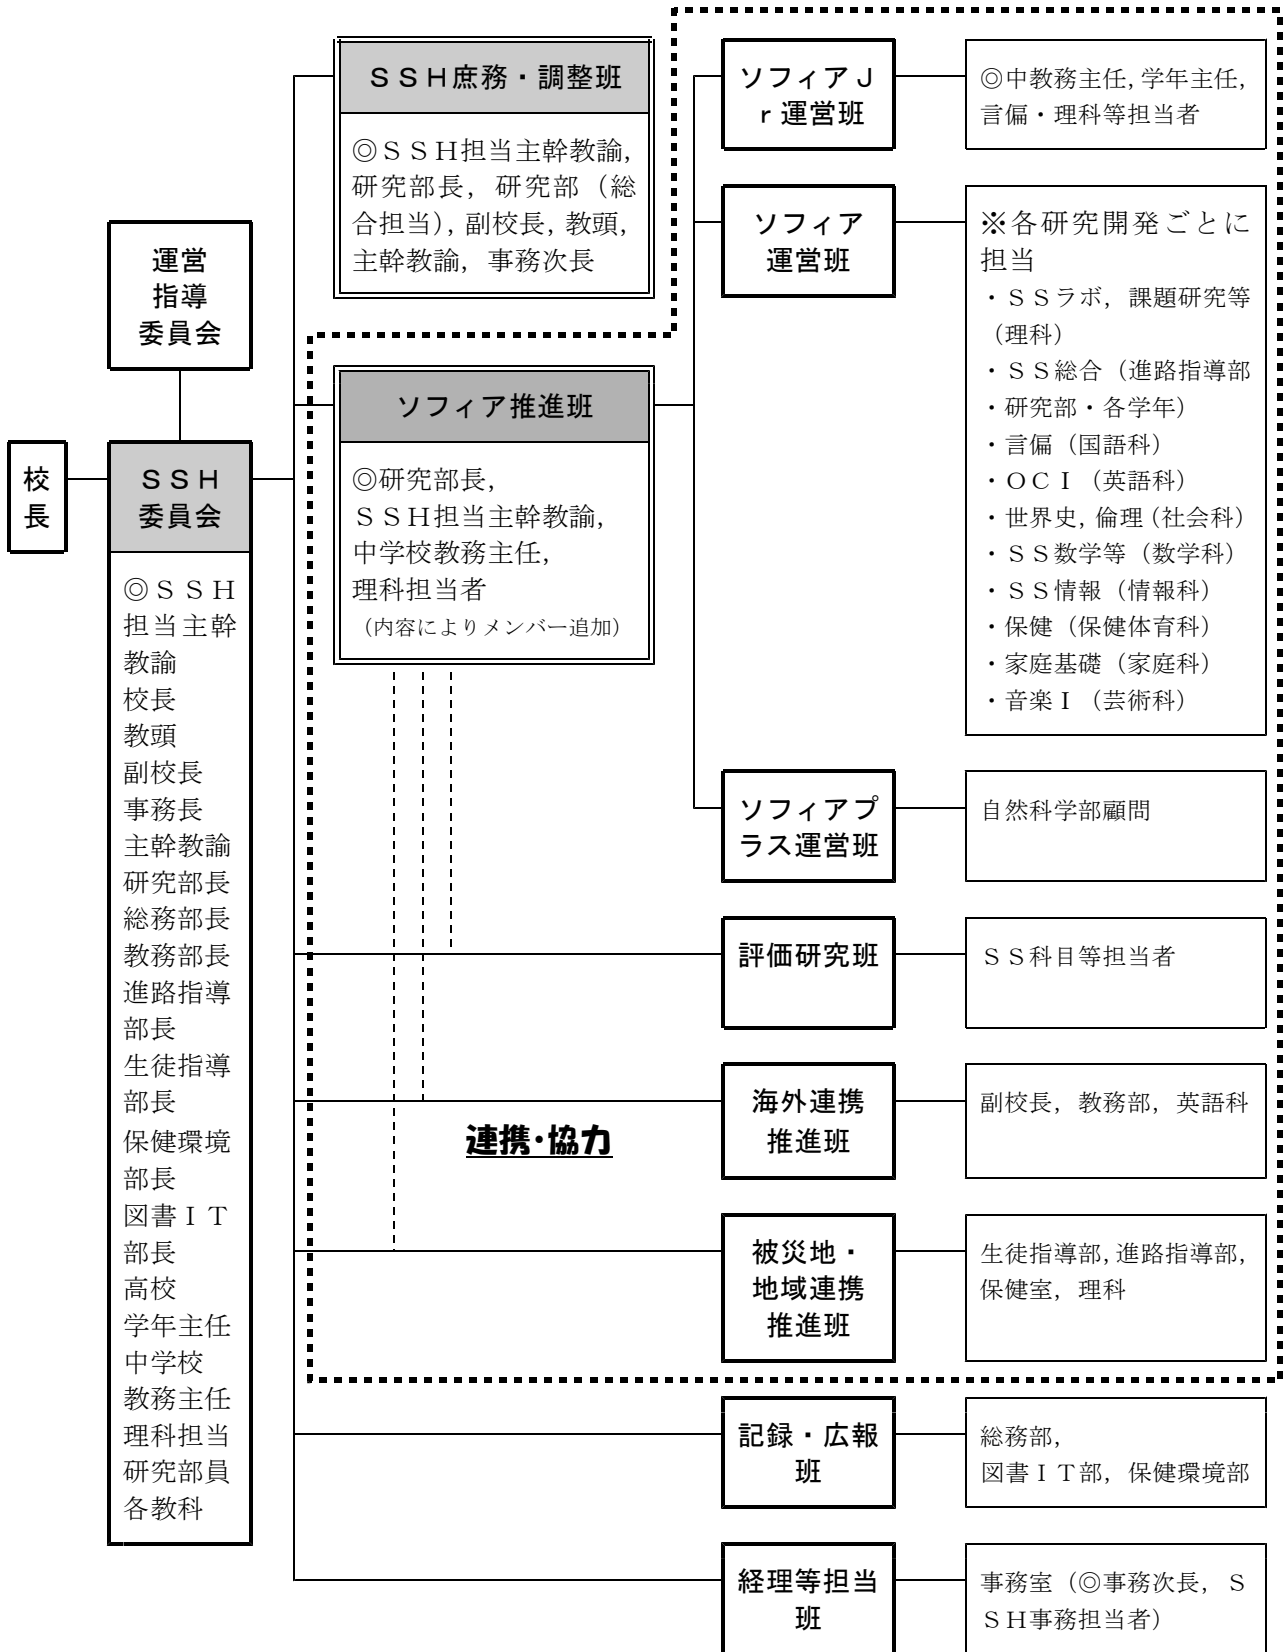 校
長
運営
指導
委員会
ＳＳＨ
委員会
◎ＳＳＨ
担当主幹
教諭
校長
教頭
副校長
事務長
主幹教諭
研究部長
総務部長
教務部長
進路指導
部長
生徒指導
部長
保健環境
部長
図書ＩＴ
部長
高校
学年主任
中学校
教務主任
理科担当
研究部員
各教科
ＳＳＨ庶務・調整班
◎ＳＳＨ担当主幹教諭，
研究部長，研究部（総
合担当），副校長，教頭，
主幹教諭，事務次長
ソフィア推進班
◎研究部長，
ＳＳＨ担当主幹教諭，
中学校教務主任，
理科担当者
（内容によりメンバー追加）
連携・協力
ソフィアＪ
ｒ運営班
◎中教務主任，学年主任，
言偏・理科等担当者
ソフィア
運営班
※各研究開発ごとに
担当
・ＳＳラボ，課題研究等
（理科）
・ＳＳ総合（進路指導部
・研究部・各学年）
・言偏（国語科）
・ＯＣⅠ（英語科）
・世界史，倫理（社会科）
・ＳＳ数学等（数学科）
・ＳＳ情報（情報科）
・保健（保健体育科）
・家庭基礎（家庭科）
・音楽Ⅰ（芸術科）
ソフィアプ
ラス運営班
自然科学部顧問
評価研究班
ＳＳ科目等担当者
海外連携
推進班
副校長，教務部，英語科
被災地・
地域連携
推進班
生徒指導部，進路指導部，
保健室，理科
記録・広報
班
総務部，
図書ＩＴ部，保健環境部
経理等担当
班
事務室（◎事務次長，Ｓ
ＳＨ事務担当者）